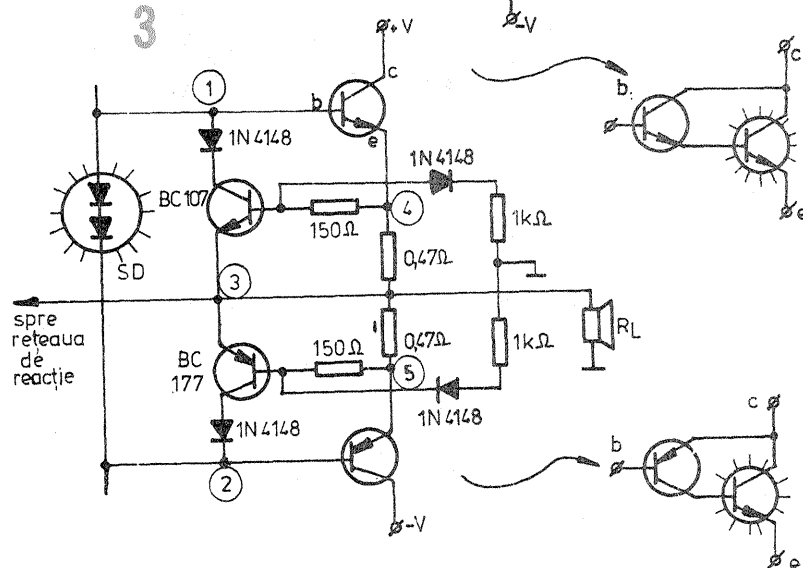 3
+V
-V
c
b
e
1
1N4148
BC107
150Ω
4
1N4148
1kΩ
0,47Ω
SD
3
spre
rețeaua
de
reacție
BC
177
150Ω
0,47Ω
5
1kΩ
RL
1N4148
1N4148
2
-V
c
b
e
c
b
e